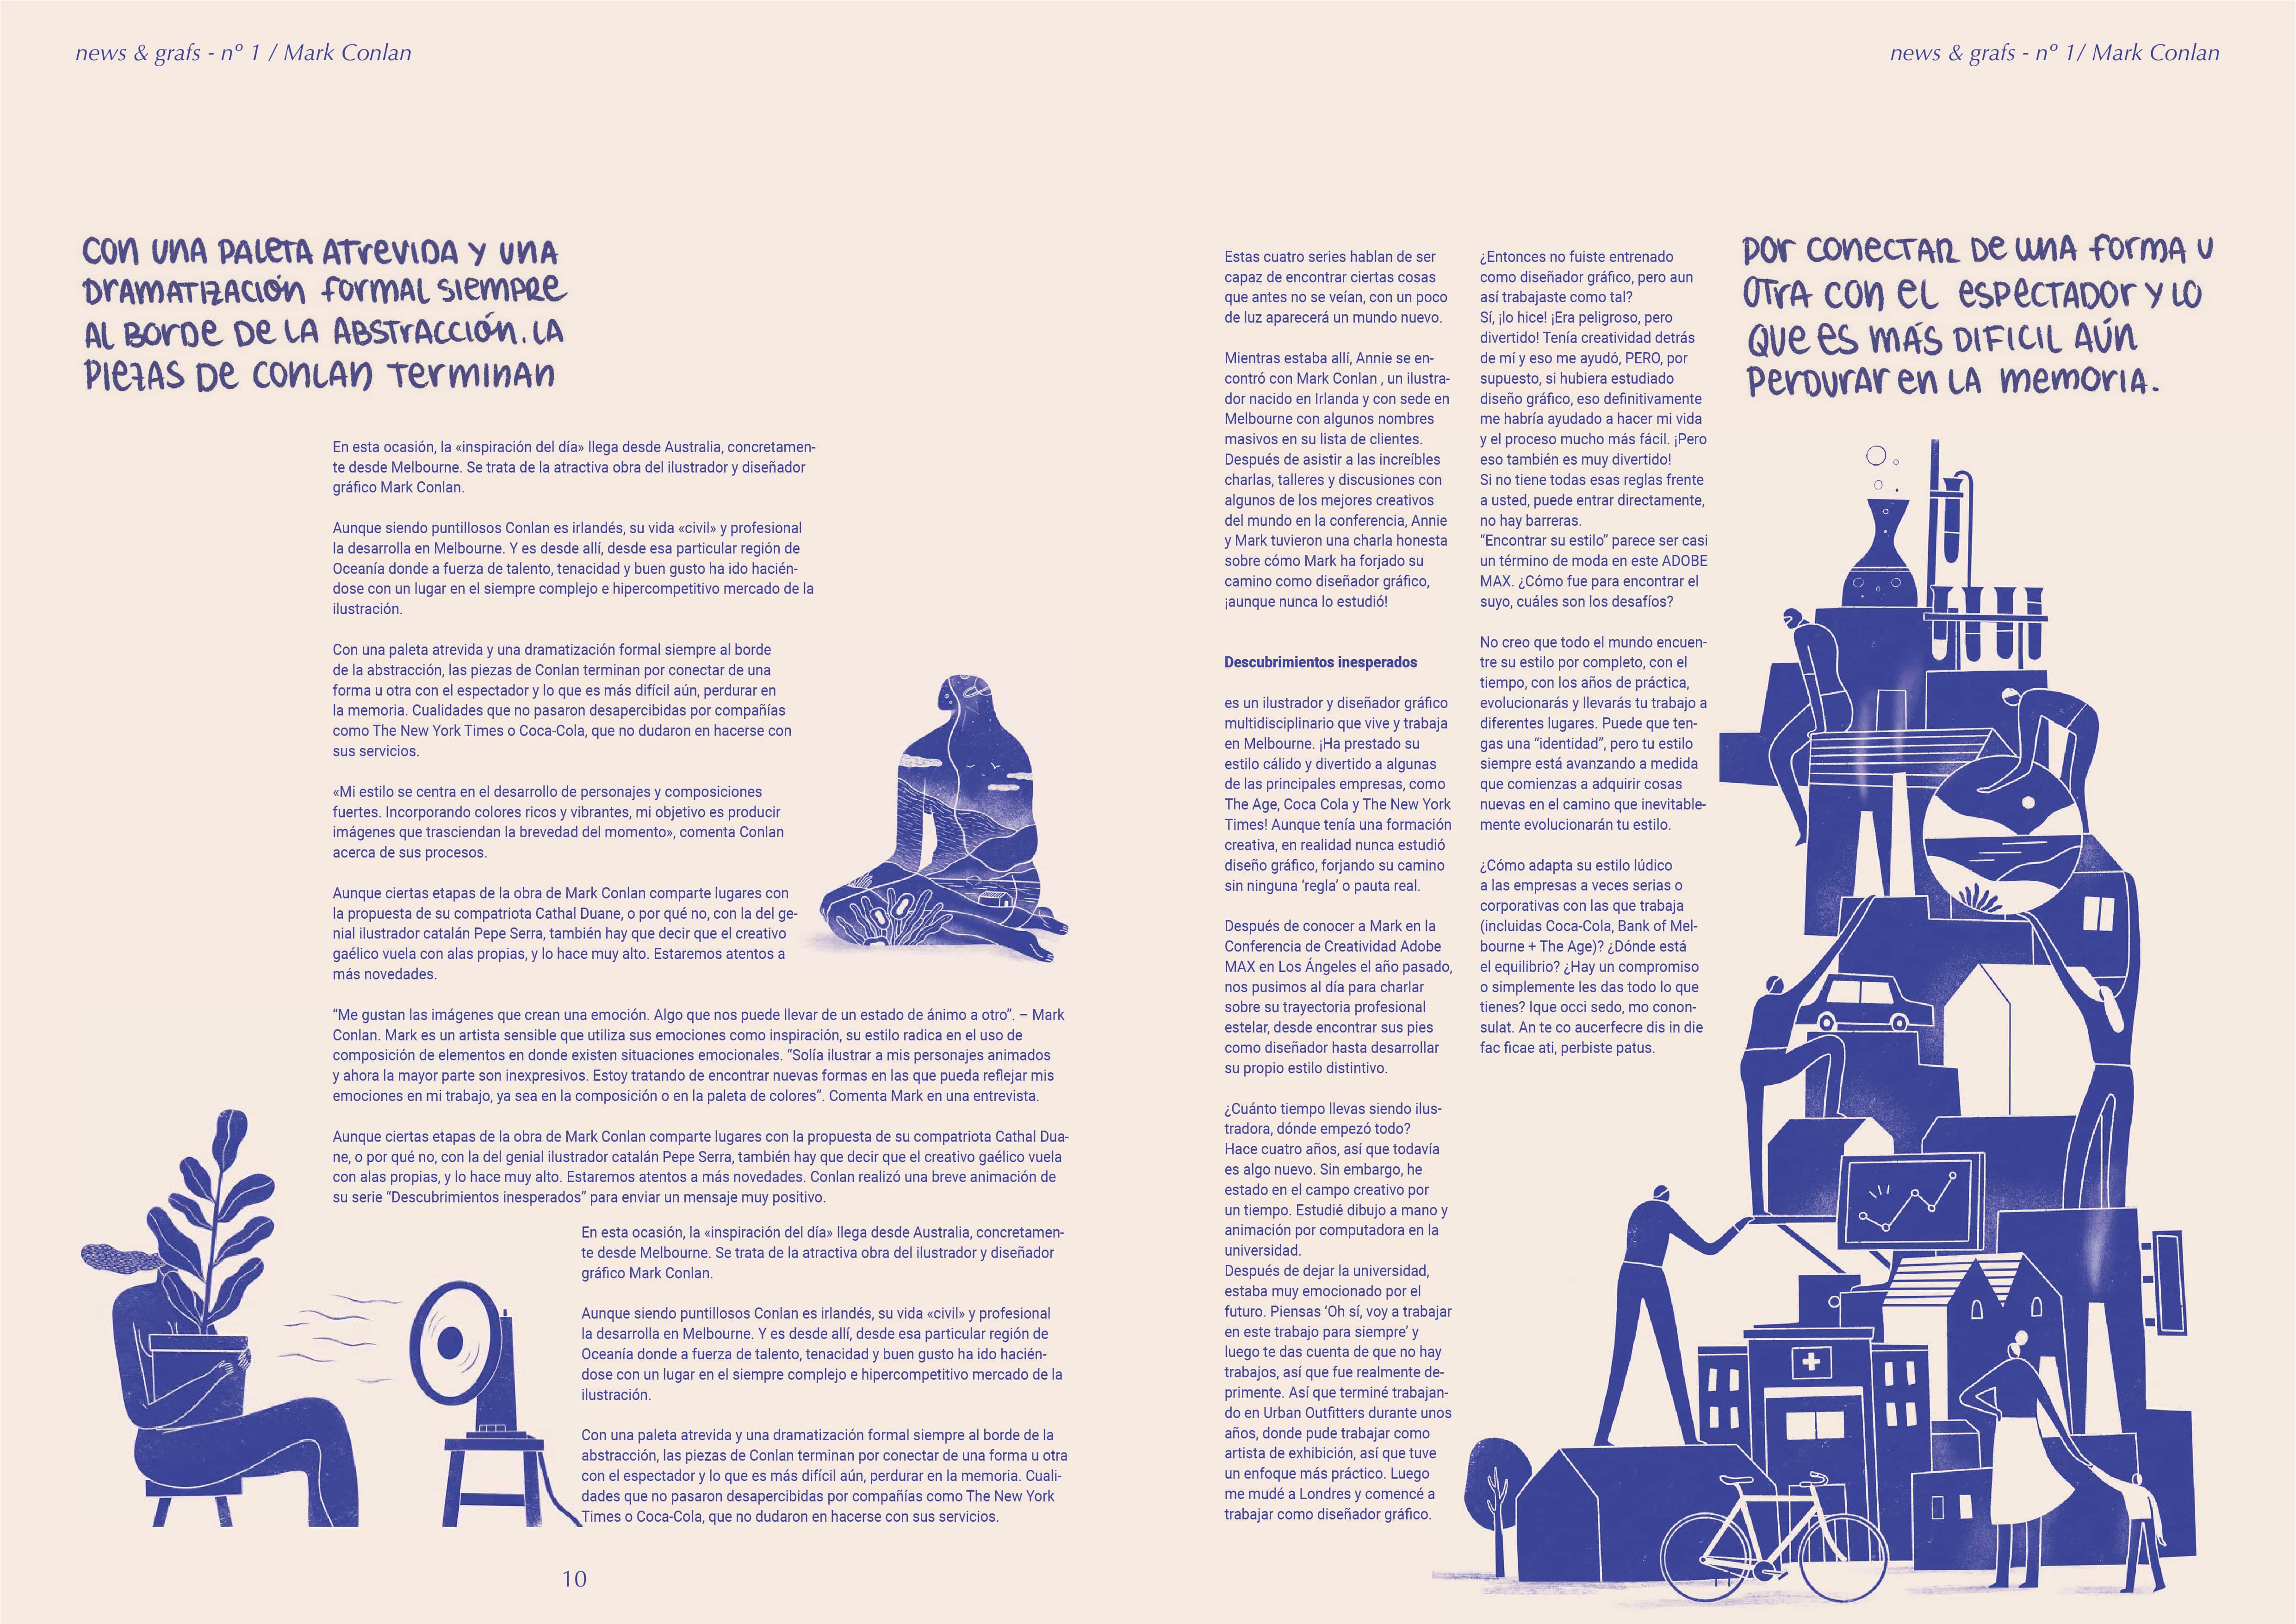 news & grafs - nº 1 / Mark Conlan
CON UNA PALETA ATREVIDA Y UNA
DRAMATIZACIÓN FORMAL SIEMPRE
AL BORDE DE LA ABSTRACCIÓN. LA
PIEZAS DE CONLAN TERMINAN
En esta ocasión, la «inspiración del día» llega desde Australia, concretamen-
te desde Melbourne. Se trata de la atractiva obra del ilustrador y diseñador
gráfico Mark Conlan.
Aunque siendo puntillosos Conlan es irlandés, su vida «civil» y profesional
la desarrolla en Melbourne. Y es desde allí, desde esa particular región de
Oceanía donde a fuerza de talento, tenacidad y buen gusto ha ido hacién-
dose con un lugar en el siempre complejo e hipercompetitivo mercado de la
ilustración.
Con una paleta atrevida y una dramatización formal siempre al borde
de la abstracción, las piezas de Conlan terminan por conectar de una
forma u otra con el espectador y lo que es más difícil aún, perdurar en
la memoria. Cualidades que no pasaron desapercibidas por compañías
como The New York Times o Coca-Cola, que no dudaron en hacerse con
sus servicios.
«Mi estilo se centra en el desarrollo de personajes y composiciones
fuertes. Incorporando colores ricos y vibrantes, mi objetivo es producir
imágenes que trasciendan la brevedad del momento», comenta Conlan
acerca de sus procesos.
Aunque ciertas etapas de la obra de Mark Conlan comparte lugares con
la propuesta de su compatriota Cathal Duane, o por qué no, con la del ge-
nial ilustrador catalán Pepe Serra, también hay que decir que el creativo
gaélico vuela con alas propias, y lo hace muy alto. Estaremos atentos a
más novedades.
“Me gustan las imágenes que crean una emoción. Algo que nos puede llevar de un estado de ánimo a otro”. – Mark
Conlan. Mark es un artista sensible que utiliza sus emociones como inspiración, su estilo radica en el uso de
composición de elementos en donde existen situaciones emocionales. “Solía ilustrar a mis personajes animados
y ahora la mayor parte son inexpresivos. Estoy tratando de encontrar nuevas formas en las que pueda reflejar mis
emociones en mi trabajo, ya sea en la composición o en la paleta de colores”. Comenta Mark en una entrevista.
Aunque ciertas etapas de la obra de Mark Conlan comparte lugares con la propuesta de su compatriota Cathal Dua-
ne, o por qué no, con la del genial ilustrador catalán Pepe Serra, también hay que decir que el creativo gaélico vuela
con alas propias, y lo hace muy alto. Estaremos atentos a más novedades. Conlan realizó una breve animación de
su serie “Descubrimientos inesperados” para enviar un mensaje muy positivo.
En esta ocasión, la «inspiración del día» llega desde Australia, concretamen-
te desde Melbourne. Se trata de la atractiva obra del ilustrador y diseñador
gráfico Mark Conlan.
Aunque siendo puntillosos Conlan es irlandés, su vida «civil» y profesional
la desarrolla en Melbourne. Y es desde allí, desde esa particular región de
Oceanía donde a fuerza de talento, tenacidad y buen gusto ha ido hacién-
dose con un lugar en el siempre complejo e hipercompetitivo mercado de la
ilustración.
Con una paleta atrevida y una dramatización formal siempre al borde de la
abstracción, las piezas de Conlan terminan por conectar de una forma u otra
con el espectador y lo que es más difícil aún, perdurar en la memoria. Cuali-
dades que no pasaron desapercibidas por compañías como The New York
Times o Coca-Cola, que no dudaron en hacerse con sus servicios.
10
news & grafs - nº 1/ Mark Conlan
Estas cuatro series hablan de ser
capaz de encontrar ciertas cosas
que antes no se veían, con un poco
de luz aparecerá un mundo nuevo.
Mientras estaba allí, Annie se en-
contró con Mark Conlan , un ilustra-
dor nacido en Irlanda y con sede en
Melbourne con algunos nombres
masivos en su lista de clientes.
Después de asistir a las increíbles
charlas, talleres y discusiones con
algunos de los mejores creativos
del mundo en la conferencia, Annie
y Mark tuvieron una charla honesta
sobre cómo Mark ha forjado su
camino como diseñador gráfico,
¡aunque nunca lo estudió!
Descubrimientos inesperados
es un ilustrador y diseñador gráfico
multidisciplinario que vive y trabaja
en Melbourne. ¡Ha prestado su
estilo cálido y divertido a algunas
de las principales empresas, como
The Age, Coca Cola y The New York
Times! Aunque tenía una formación
creativa, en realidad nunca estudió
diseño gráfico, forjando su camino
sin ninguna ‘regla’ o pauta real.
Después de conocer a Mark en la
Conferencia de Creatividad Adobe
MAX en Los Ángeles el año pasado,
nos pusimos al día para charlar
sobre su trayectoria profesional
estelar, desde encontrar sus pies
como diseñador hasta desarrollar
su propio estilo distintivo.
¿Cuánto tiempo llevas siendo ilus-
tradora, dónde empezó todo?
Hace cuatro años, así que todavía
es algo nuevo. Sin embargo, he
estado en el campo creativo por
un tiempo. Estudié dibujo a mano y
animación por computadora en la
universidad.
Después de dejar la universidad,
estaba muy emocionado por el
futuro. Piensas ‘Oh sí, voy a trabajar
en este trabajo para siempre’ y
luego te das cuenta de que no hay
trabajos, así que fue realmente de-
primente. Así que terminé trabajan-
do en Urban Outfitters durante unos
años, donde pude trabajar como
artista de exhibición, así que tuve
un enfoque más práctico. Luego
me mudé a Londres y comencé a
trabajar como diseñador gráfico.
¿Entonces no fuiste entrenado
como diseñador gráfico, pero aun
así trabajaste como tal?
Sí, ¡lo hice! ¡Era peligroso, pero
divertido! Tenía creatividad detrás
de mí y eso me ayudó, PERO, por
supuesto, si hubiera estudiado
diseño gráfico, eso definitivamente
me habría ayudado a hacer mi vida
y el proceso mucho más fácil. ¡Pero
eso también es muy divertido!
Si no tiene todas esas reglas frente
a usted, puede entrar directamente,
no hay barreras.
“Encontrar su estilo” parece ser casi
un término de moda en este ADOBE
MAX. ¿Cómo fue para encontrar el
suyo, cuáles son los desafíos?
No creo que todo el mundo encuen-
tre su estilo por completo, con el
tiempo, con los años de práctica,
evolucionarás y llevarás tu trabajo a
diferentes lugares. Puede que ten-
gas una “identidad”, pero tu estilo
siempre está avanzando a medida
que comienzas a adquirir cosas
nuevas en el camino que inevitable-
mente evolucionarán tu estilo.
¿Cómo adapta su estilo lúdico
a las empresas a veces serias o
corporativas con las que trabaja
(incluidas Coca-Cola, Bank of Mel-
bourne + The Age)? ¿Dónde está
el equilibrio? ¿Hay un compromiso
o simplemente les das todo lo que
tienes? Ique occi sedo, mo conon-
sulat. An te co aucerfecre dis in die
fac ficae ati, perbiste patus.
POR CONECTAR DE UNA FORMA U
OTRA CON EL ESPECTADOR Y LO
QUE ES MÁS DIFICIL AÚN
PERDURAR EN LA MEMORIA.